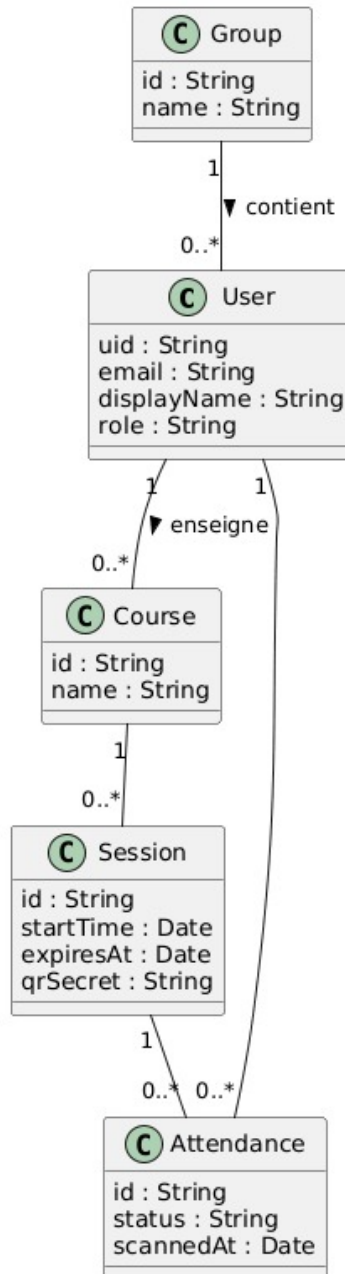 C Group
id : String
name : String
1
contient
0..*
C User
uid : String
email : String
displayName : String
role : String
1 1
enseigne
0..*
C Course
id : String
name : String
1
0..*
C Session
id : String
startTime : Date
expiresAt : Date
qrSecret : String
1
0..* 0..*
C Attendance
id : String
status : String
scannedAt : Date